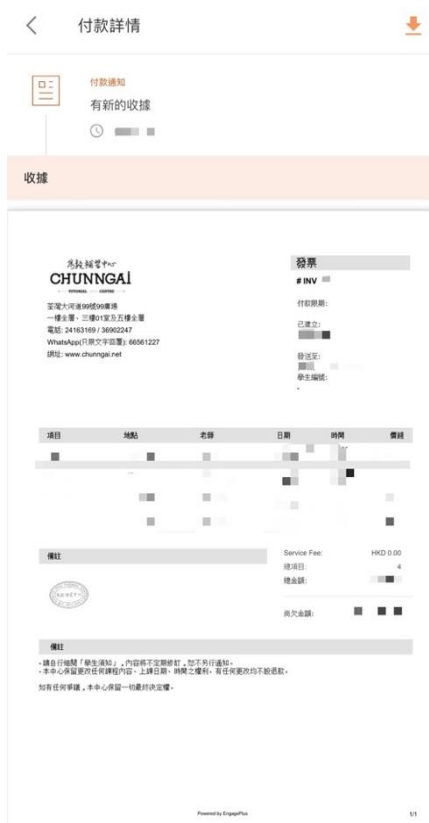 付款詳情
付款通知
有新的收據
收據
雋毅補習中心
CHUNNGAI
TUTORIAL CENTRE
荃灣大河道99號99廣場
一樓全層、三樓01室及五樓全層
電話: 24163169 / 36902247
WhatsApp(只限文字回覆): 66561227
網址: www.chunngai.net
發票
# INV
付款限期:
已建立:
發送至:
學生編號:
-
項目 地點 老師 日期 時間 價錢
備註
Service Fee: HKD 0.00
總項目: 4
總金額:
尚欠金額:
備註
- 請自行細閱「學生須知」，內容將不定期修訂，恕不另行通知。
- 本中心保留更改任何課程內容、上課日期、時間之權利，有任何更改均不設退款。
如有任何爭議，本中心保留一切最終決定權。
Powered by EngagePlus
1/1